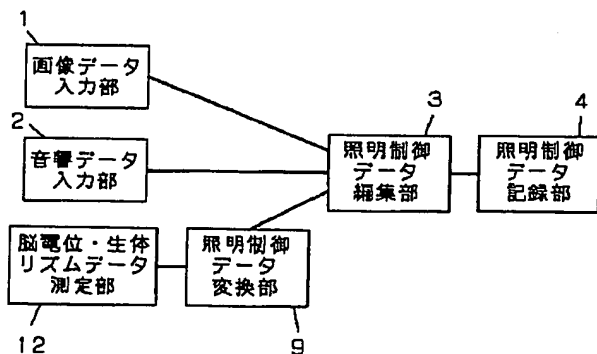 1
画像データ
入力部
2
音響データ
入力部
3
照明制御
データ
編集部
4
照明制御
データ
記録部
脳電位・生体
リズムデータ
測定部
12
照明制御
データ
変換部
9